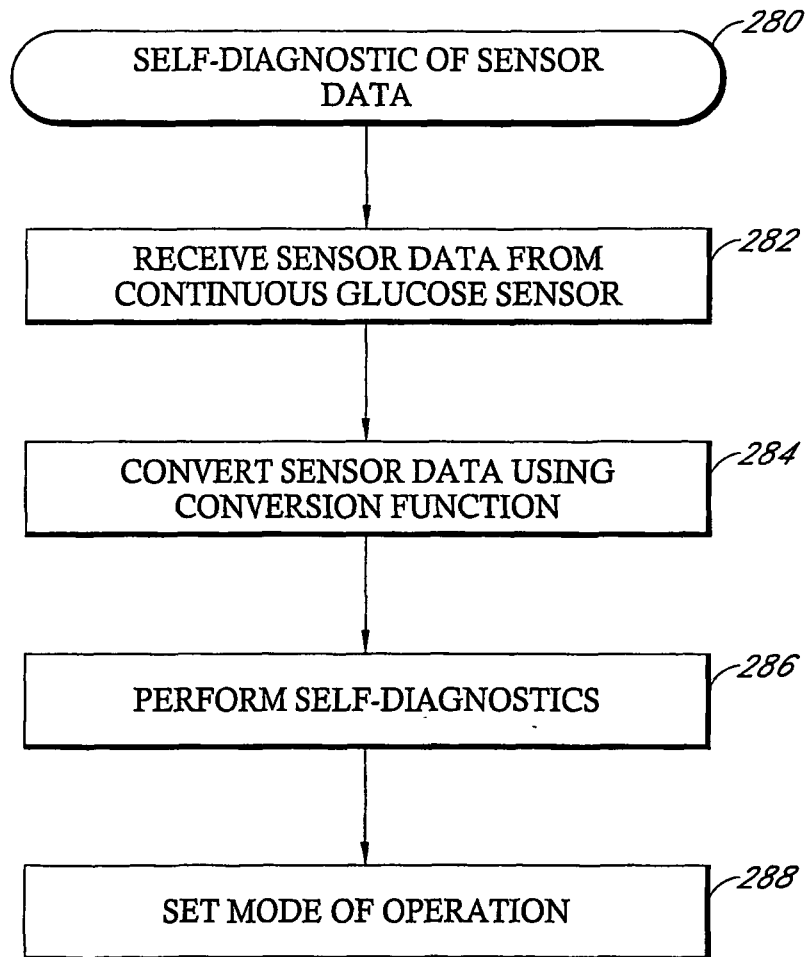 280
SELF-DIAGNOSTIC OF SENSOR
DATA
282
RECEIVE SENSOR DATA FROM
CONTINUOUS GLUCOSE SENSOR
284
CONVERT SENSOR DATA USING
CONVERSION FUNCTION
286
PERFORM SELF-DIAGNOSTICS
288
SET MODE OF OPERATION